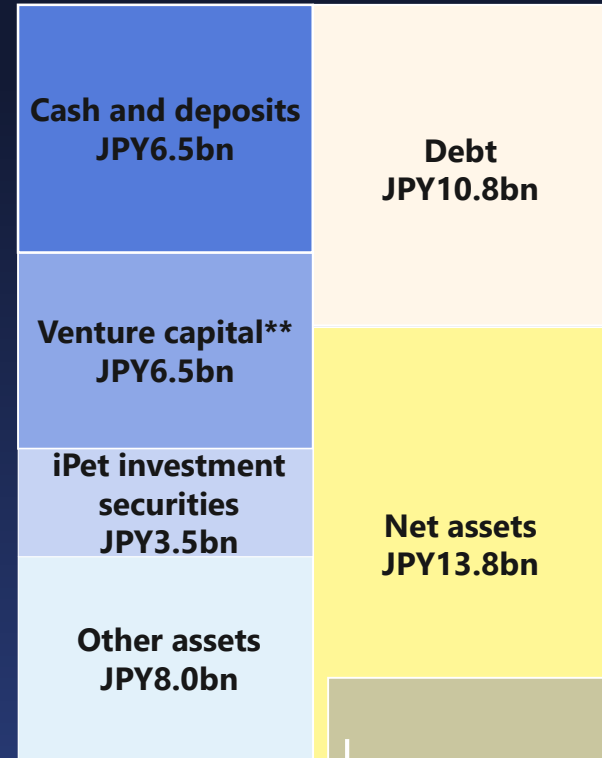 Cash and deposits
JPY6.5bn
Venture capital**
JPY6.5bn
iPet investment
securities
JPY3.5bn
Other assets
JPY8.0bn
Debt
JPY10.8bn
Net assets
JPY13.8bn